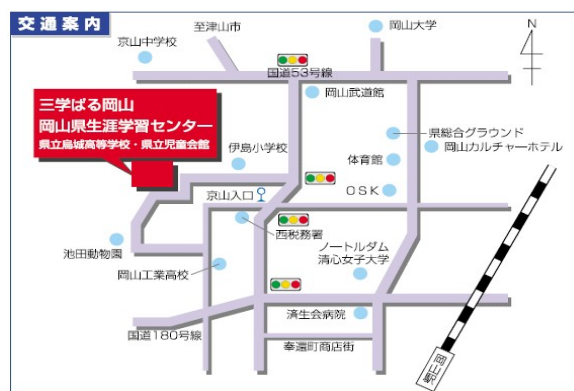 交通案内
至津山市
岡山大学
N
京山中学校
国道53号線
岡山武道館
三学ぱる岡山
岡山県生涯学習センター
県立烏城高等学校・県立児童会館
県総合グラウンド
岡山カルチャーホテル
伊島小学校
体育館
京山入口
OSK
西税務署
池田動物園
岡山工業高校
ノートルダム
清心女子大学
済生会病院
国道180号線
奉還町商店街
岡山駅